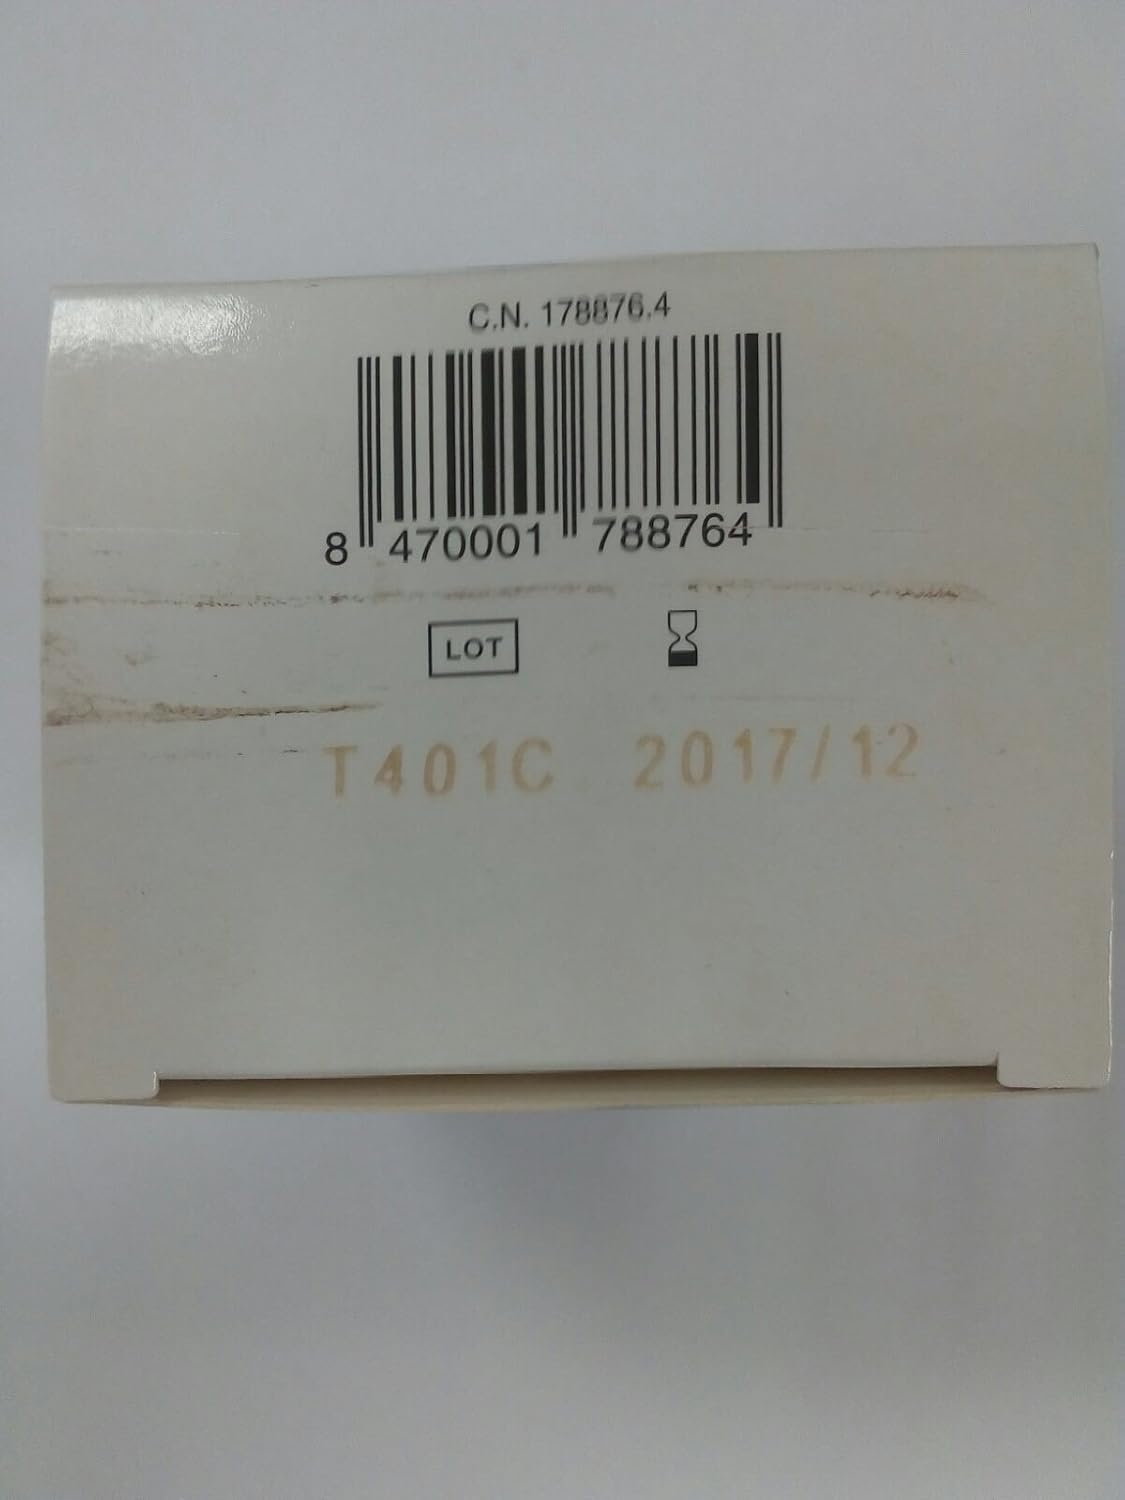 C.N. 178876.4
8 470001 788764
LOT
T401C 2017/12